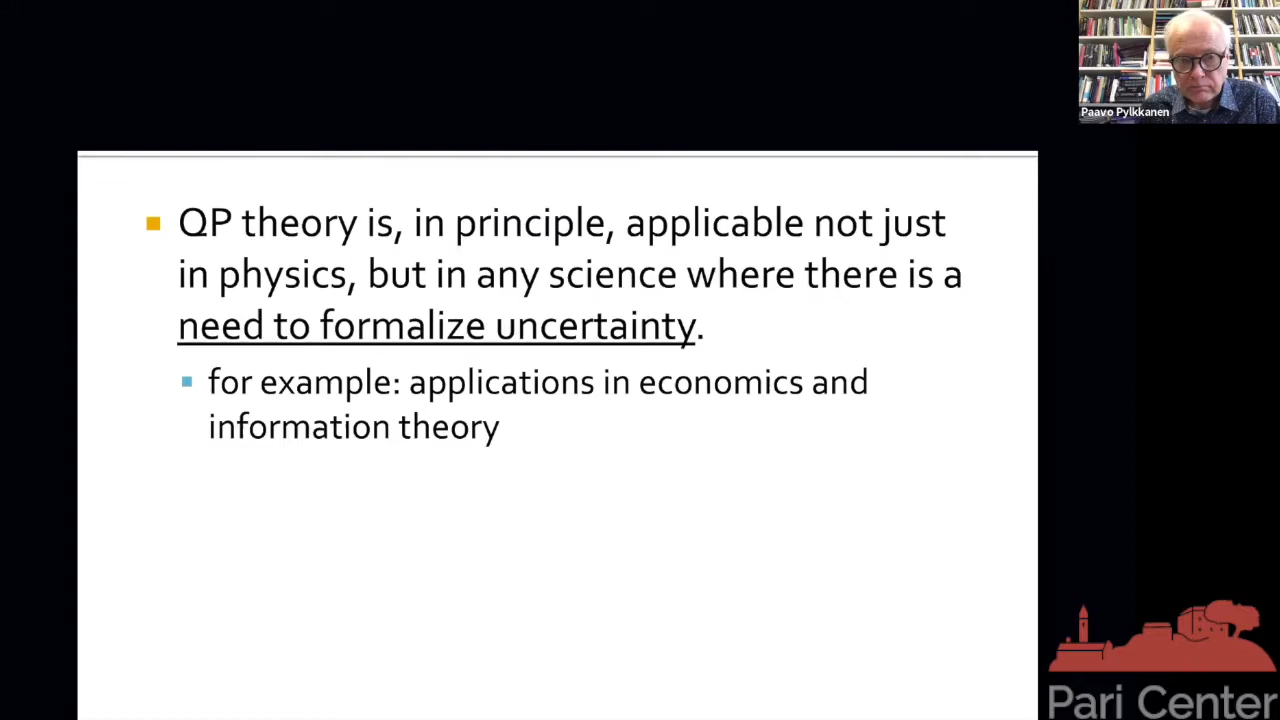 Paavo Pylkkanen
QP theory is, in principle, applicable not just
in physics, but in any science where there is a
need to formalize uncertainty.
for example: applications in economics and
information theory
Pari Center